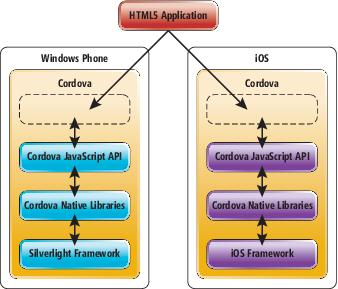 HTML5 Application
Windows Phone
Cordova
Cordova JavaScript API
Cordova Native Libraries
Silverlight Framework
iOS
Cordova
Cordova JavaScript API
Cordova Native Libraries
iOS Framework